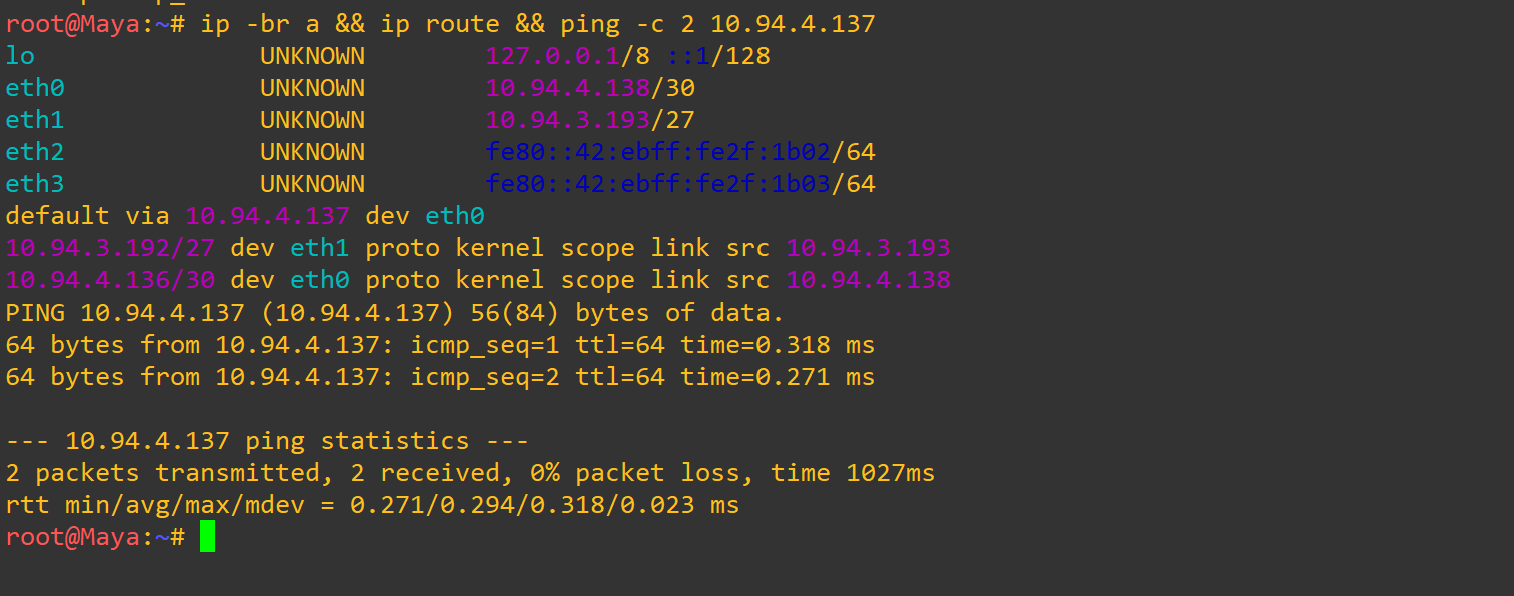 root@Maya:~# ip -br a && ip route && ping -c 2 10.94.4.137
lo               UNKNOWN        127.0.0.1/8 ::1/128
eth0             UNKNOWN        10.94.4.138/30
eth1             UNKNOWN        10.94.3.193/27
eth2             UNKNOWN        fe80::42:ebff:fe2f:1b02/64
eth3             UNKNOWN        fe80::42:ebff:fe2f:1b03/64
default via 10.94.4.137 dev eth0
10.94.3.192/27 dev eth1 proto kernel scope link src 10.94.3.193
10.94.4.136/30 dev eth0 proto kernel scope link src 10.94.4.138
PING 10.94.4.137 (10.94.4.137) 56(84) bytes of data.
64 bytes from 10.94.4.137: icmp_seq=1 ttl=64 time=0.318 ms
64 bytes from 10.94.4.137: icmp_seq=2 ttl=64 time=0.271 ms

--- 10.94.4.137 ping statistics ---
2 packets transmitted, 2 received, 0% packet loss, time 1027ms
rtt min/avg/max/mdev = 0.271/0.294/0.318/0.023 ms
root@Maya:~#